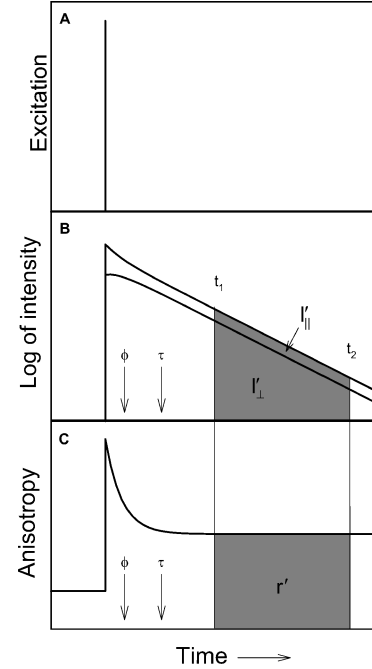 A
Excitation
B
Log of intensity
t₁
I′∥
t₂
ϕ
τ
I′⊥
C
Anisotropy
ϕ
τ
r′
Time